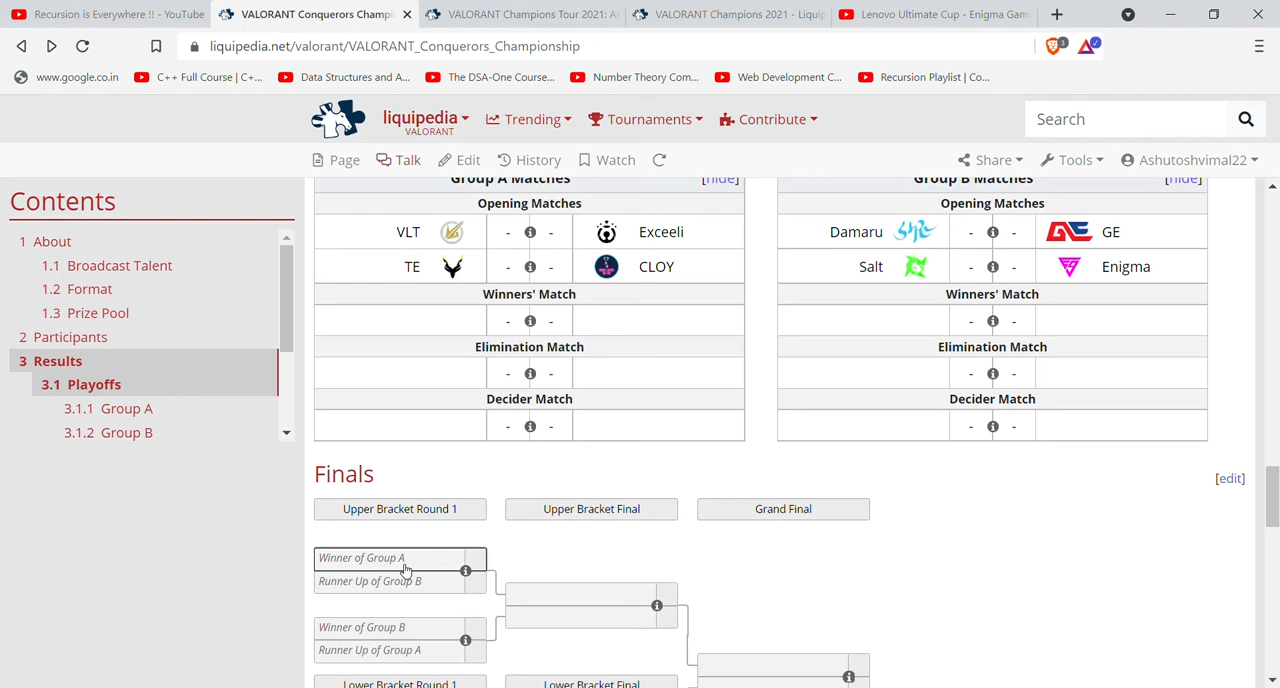 Recursion is Everywhere !! - YouTube
VALORANT Conquerors Champi
VALORANT Champions Tour 2021: As
VALORANT Champions 2021 - Liquip
Lenovo Ultimate Cup - Enigma Gami
liquipedia.net/valorant/VALORANT_Conquerors_Championship
3
www.google.co.in
C++ Full Course | C+...
Data Structures and A...
The DSA-One Course...
Number Theory Com...
Web Development C...
Recursion Playlist | Co...
liquipedia
VALORANT
Trending
Tournaments
Contribute
Search
Page
Talk
Edit
History
Watch
Share
Tools
Ashutoshvimal22
Contents
1 About
1.1 Broadcast Talent
1.2 Format
1.3 Prize Pool
2 Participants
3 Results
3.1 Playoffs
3.1.1 Group A
3.1.2 Group B
Group A Matches [hide]
Opening Matches
VLT - - Exceeli
TE - - CLOY
Winners' Match
- -
Elimination Match
- -
Decider Match
- -
Group B Matches [hide]
Opening Matches
Damaru - - GE
Salt - - Enigma
Winners' Match
- -
Elimination Match
- -
Decider Match
- -
Finals [edit]
Upper Bracket Round 1
Upper Bracket Final
Grand Final
Winner of Group A
Runner Up of Group B
Winner of Group B
Runner Up of Group A
Lower Bracket Round 1
Lower Bracket Final